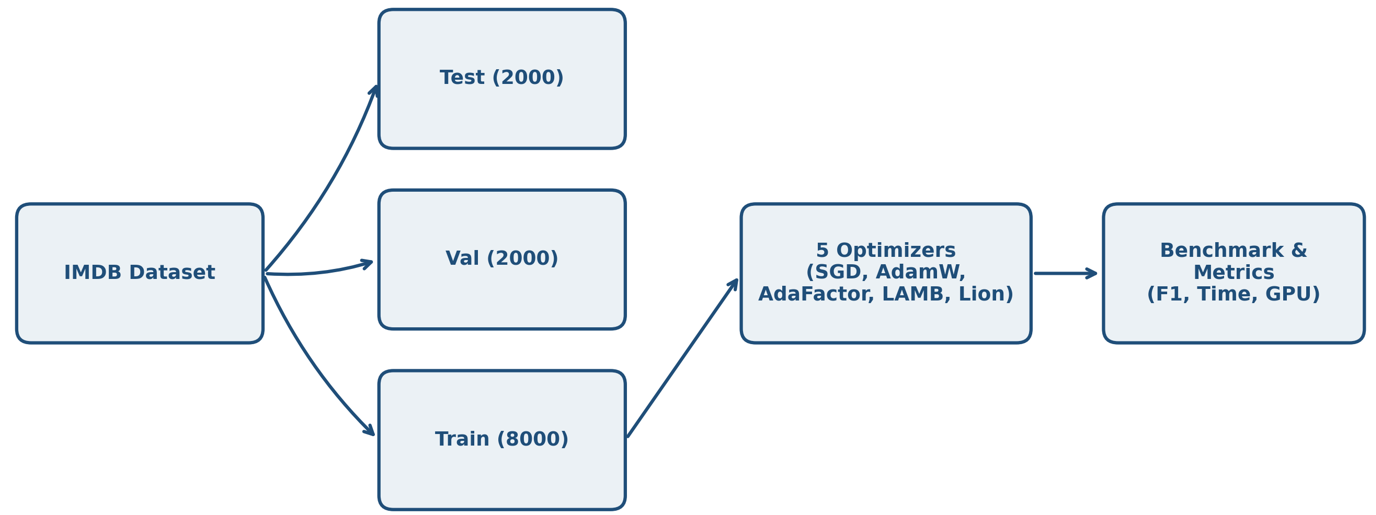 IMDB Dataset
Test (2000)
Val (2000)
Train (8000)
5 Optimizers
(SGD, AdamW,
AdaFactor, LAMB, Lion)
Benchmark &
Metrics
(F1, Time, GPU)